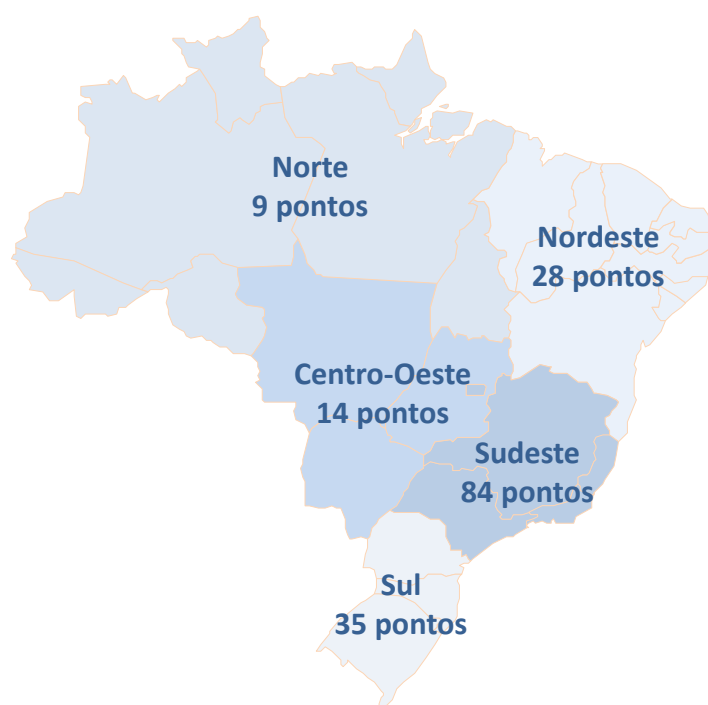 Norte
9 pontos
Nordeste
28 pontos
Centro-Oeste
14 pontos
Sudeste
84 pontos
Sul
35 pontos